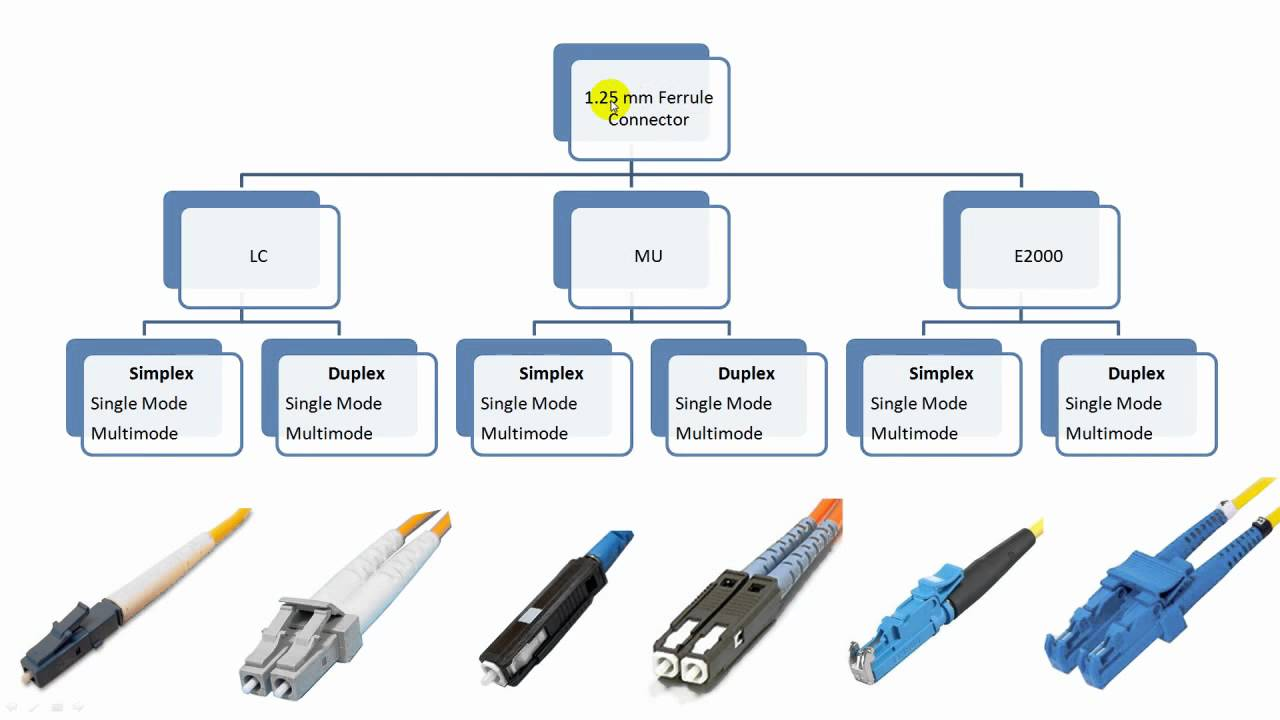 1.25 mm Ferrule
Connector
LC
MU
E2000
Simplex
Single Mode
Multimode
Duplex
Single Mode
Multimode
Simplex
Single Mode
Multimode
Duplex
Single Mode
Multimode
Simplex
Single Mode
Multimode
Duplex
Single Mode
Multimode